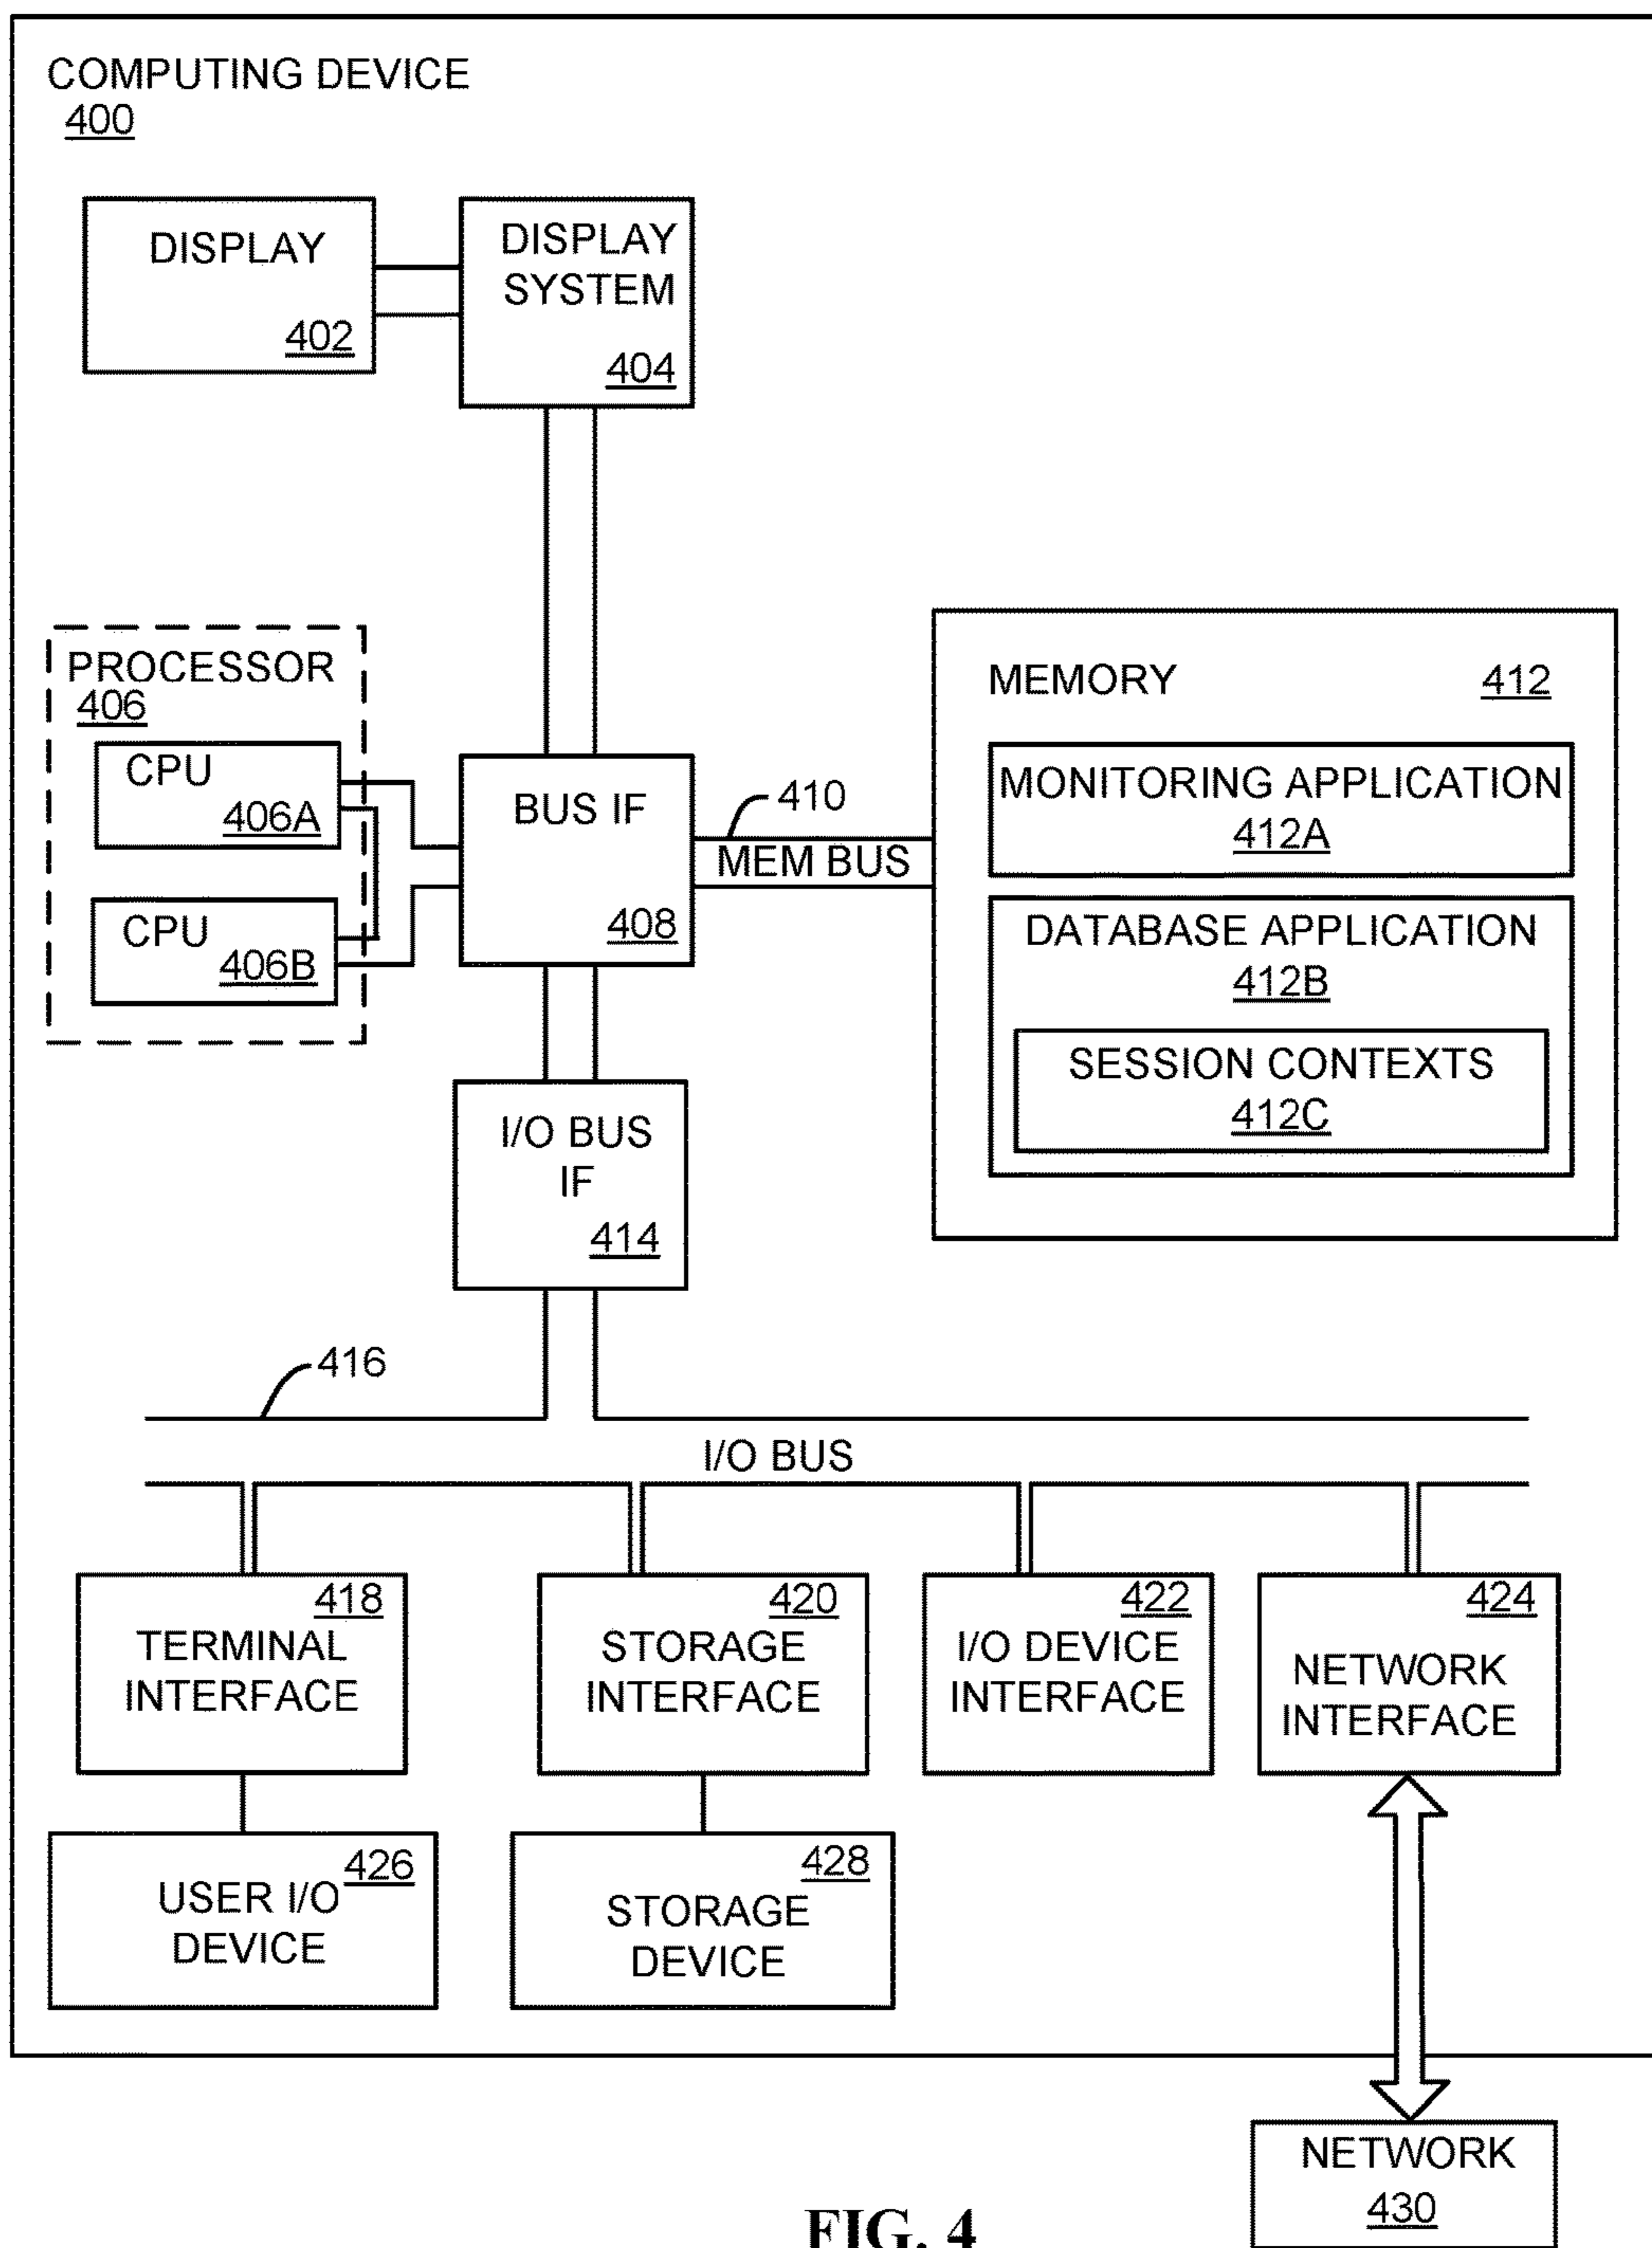 COMPUTING DEVICE
400
DISPLAY
402
DISPLAY
SYSTEM
404
PROCESSOR
406
CPU
406A
CPU
406B
BUS IF
408
410
MEM BUS
MEMORY 412
MONITORING APPLICATION
412A
DATABASE APPLICATION
412B
SESSION CONTEXTS
412C
I/O BUS
IF
414
416
I/O BUS
418
TERMINAL
INTERFACE
420
STORAGE
INTERFACE
422
I/O DEVICE
INTERFACE
424
NETWORK
INTERFACE
426
USER I/O
DEVICE
428
STORAGE
DEVICE
NETWORK
430
FIG. 4